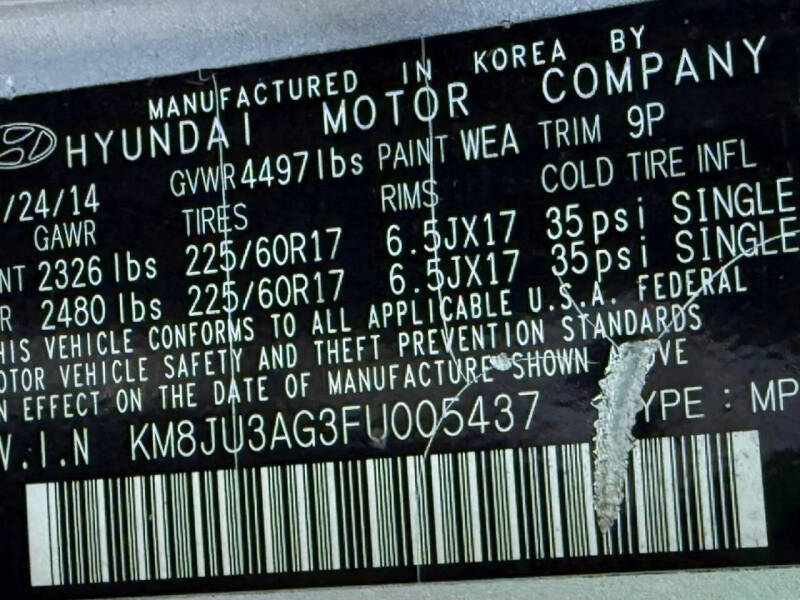 MANUFACTURED IN KOREA BY
HYUNDAI MOTOR COMPANY
/24/14 GVWR 4497lbs PAINT WEA TRIM 9P
GAWR TIRES RIMS COLD TIRE INFL
NT 2326 lbs 225/60R17 6.5JX17 35psi SINGLE
R 2480 lbs 225/60R17 6.5JX17 35psi SINGLE
HIS VEHICLE CONFORMS TO ALL APPLICABLE U.S.A. FEDERAL
OTOR VEHICLE SAFETY AND THEFT PREVENTION STANDARDS
N EFFECT ON THE DATE OF MANUFACTURE SHOWN A OVE
V.I.N KM8JU3AG3FU005437 YPE : MP